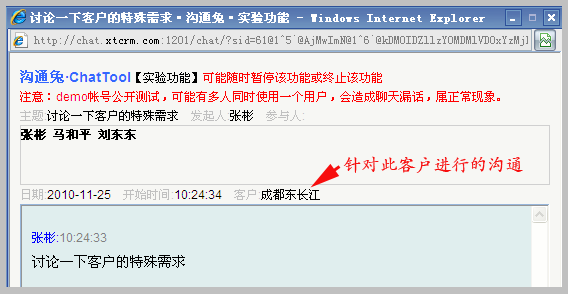 讨论一下客户的特殊需求·沟通兔·实验功能 - Windows Internet Explorer
http://chat.xtcrm.com:1201/chat/?sid=61@1^5`@AjMwImN@1^6`@kDMOIDZllzYOMDMlVDOxYzMjl
沟通兔·ChatTool【实验功能】可能随时暂停该功能或终止该功能
注意：demo帐号公开测试，可能有多人同时使用一个用户，会造成聊天漏话，属正常现象。
主题:讨论一下客户的特殊需求 发起人:张彬 参与人:
张彬 马和平 刘东东
针对此客户进行的沟通
日期:2010-11-25 开始时间:10:24:34 客户:成都东长江
张彬:10:24:33
讨论一下客户的特殊需求